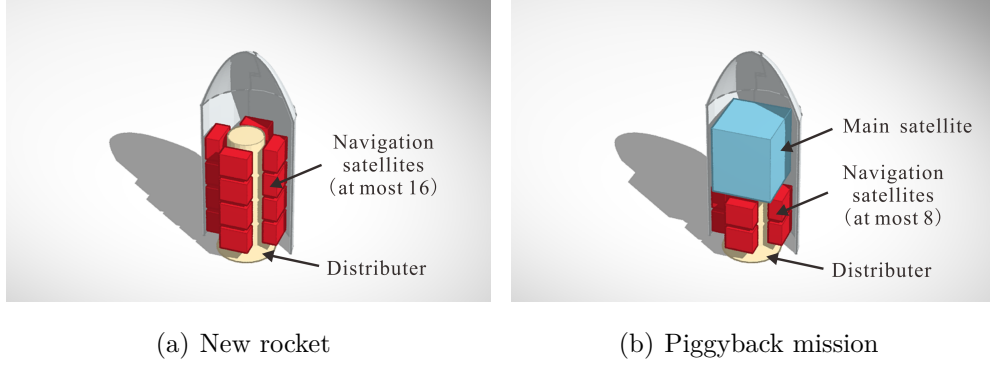 Navigation
satellites
(at most 16)
Distributer
Main satellite
Navigation
satellites
(at most 8)
Distributer
(a) New rocket
(b) Piggyback mission